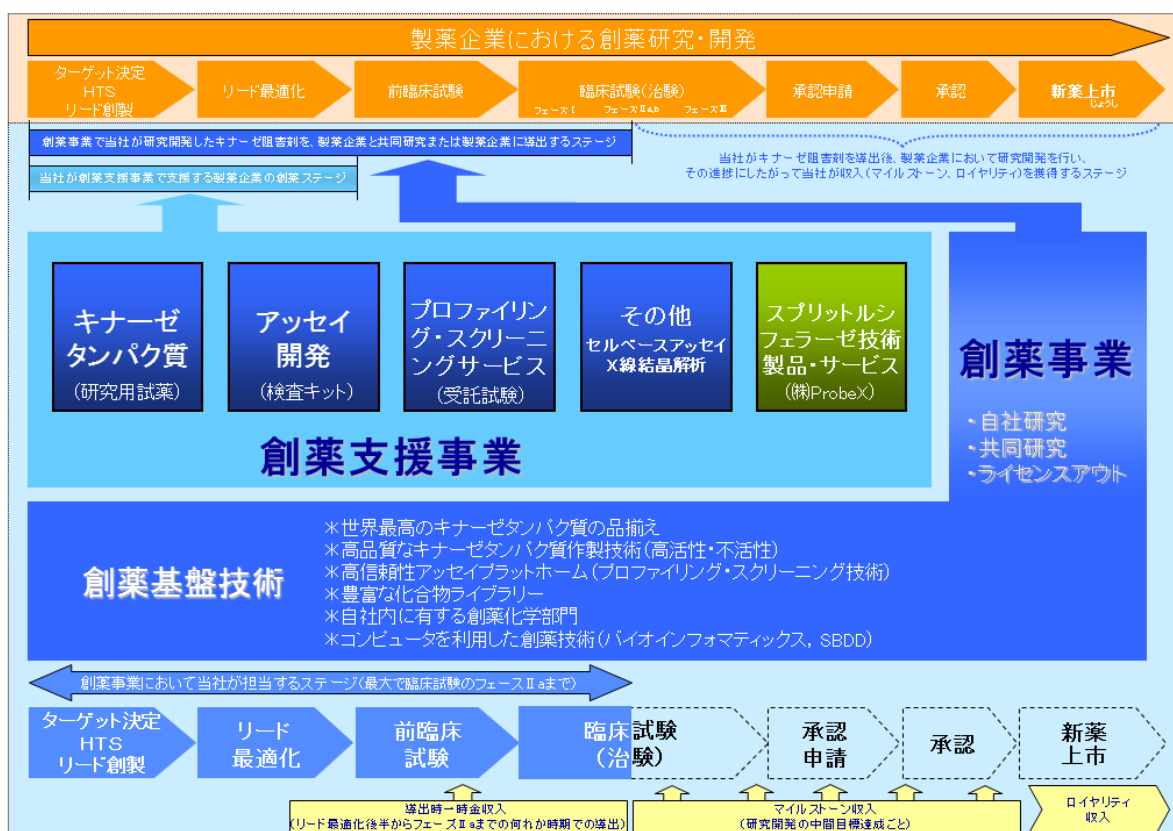 製薬企業における創薬研究・開発
ターゲット決定
HTS
リード創製
リード最適化
前臨床試験
臨床試験(治験)
フェーズⅠ フェーズⅡa,b フェーズⅢ
承認申請
承認
新薬上市
じょうし
創薬事業で当社が研究開発したキナーゼ阻害剤を、製薬企業と共同研究または製薬企業に導出するステージ
当社が創薬支援事業で支援する製薬企業の創薬ステージ
当社がキナーゼ阻害剤を導出後、製薬企業において研究開発を行い、
その進捗にしたがって当社が収入(マイルストーン、ロイヤリティ)を獲得するステージ
キナーゼ
タンパク質
(研究用試薬)
アッセイ
開発
(検査キット)
プロファイリン
グ・スクリーニ
ングサービス
(受託試験)
その他
セルベースアッセイ
X線結晶解析
スプリットルシ
フェラーゼ技術
製品・サービス
(㈱ProbeX)
創薬支援事業
創薬事業
・自社研究
・共同研究
・ライセンスアウト
創薬基盤技術
※世界最高のキナーゼタンパク質の品揃え
※高品質なキナーゼタンパク質作製技術(高活性・不活性)
※高信頼性アッセイプラットホーム(プロファイリング・スクリーニング技術)
※豊富な化合物ライブラリー
※自社内に有する創薬化学部門
※コンピュータを利用した創薬技術(バイオインフォマティックス, SBDD)
創薬事業において当社が担当するステージ(最大で臨床試験のフェーズⅡaまで)
ターゲット決定
HTS
リード創製
リード
最適化
前臨床
試験
臨床試験
(治験)
承認
申請
承認
新薬
上市
導出時一時金収入
(リード最適化後半からフェーズⅡaまでの何れか時期での導出)
マイルストーン収入
(研究開発の中間目標達成ごと)
ロイヤリティ
収入